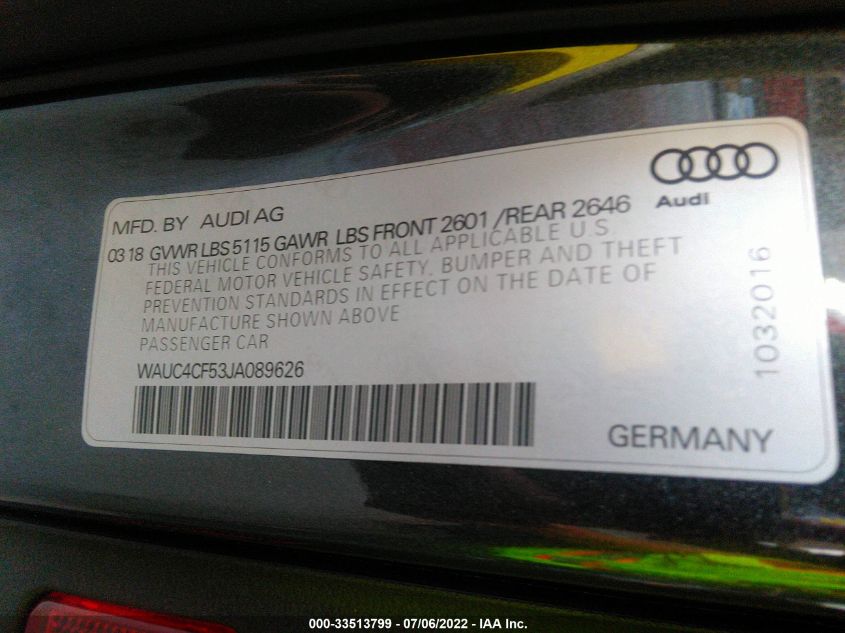 MFD. BY AUDI AG
Audi
03 18 GVWR LBS 5115 GAWR LBS FRONT 2601 /REAR 2646
THIS VEHICLE CONFORMS TO ALL APPLICABLE U.S.
FEDERAL MOTOR VEHICLE SAFETY, BUMPER AND THEFT
PREVENTION STANDARDS IN EFFECT ON THE DATE OF
MANUFACTURE SHOWN ABOVE
PASSENGER CAR
WAUC4CF53JA089626
1032016
GERMANY
000-33513799 - 07/06/2022 - IAA Inc.